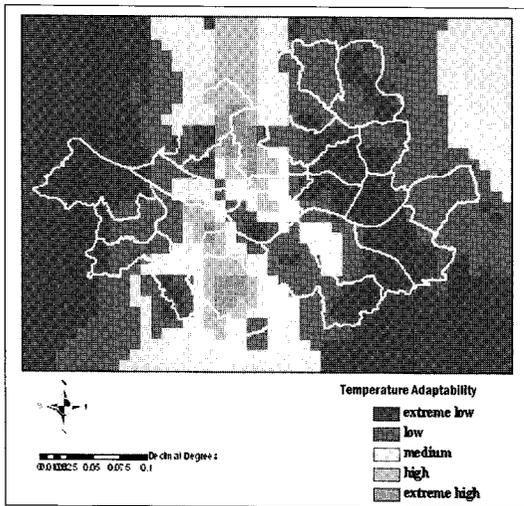 Temperature Adaptability
extreme low
low
medium
high
extreme high
Decimal Degrees
0.05 0.075 0.1